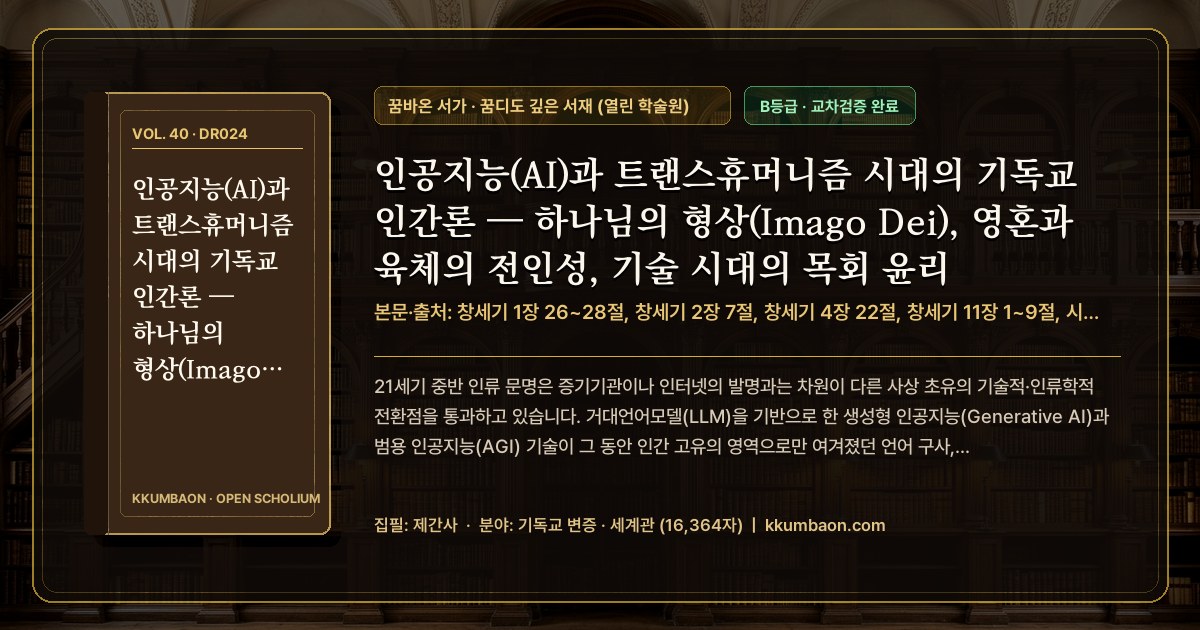 VOL. 40 · DR024
인공지능(AI)과
트랜스휴머니즘
시대의 기독교
인간론 —
하나님의
형상(Imago…
KKUMBAON · OPEN SCHOLIUM
꿈바온 서가 · 꿈디도 깊은 서재 (열린 학술원)
B등급 · 교차검증 완료
인공지능(AI)과 트랜스휴머니즘 시대의 기독교
인간론 — 하나님의 형상(Imago Dei), 영혼과
육체의 전인성, 기술 시대의 목회 윤리
본문·출처: 창세기 1장 26~28절, 창세기 2장 7절, 창세기 4장 22절, 창세기 11장 1~9절, 시...
21세기 중반 인류 문명은 증기기관이나 인터넷의 발명과는 차원이 다른 사상 초유의 기술적·인류학적
전환점을 통과하고 있습니다. 거대언어모델(LLM)을 기반으로 한 생성형 인공지능(Generative AI)과
범용 인공지능(AGI) 기술이 그 동안 인간 고유의 영역으로만 여겨졌던 언어 구사,...
집필: 제간사 · 분야: 기독교 변증 · 세계관 (16,364자) | kkumbaon.com